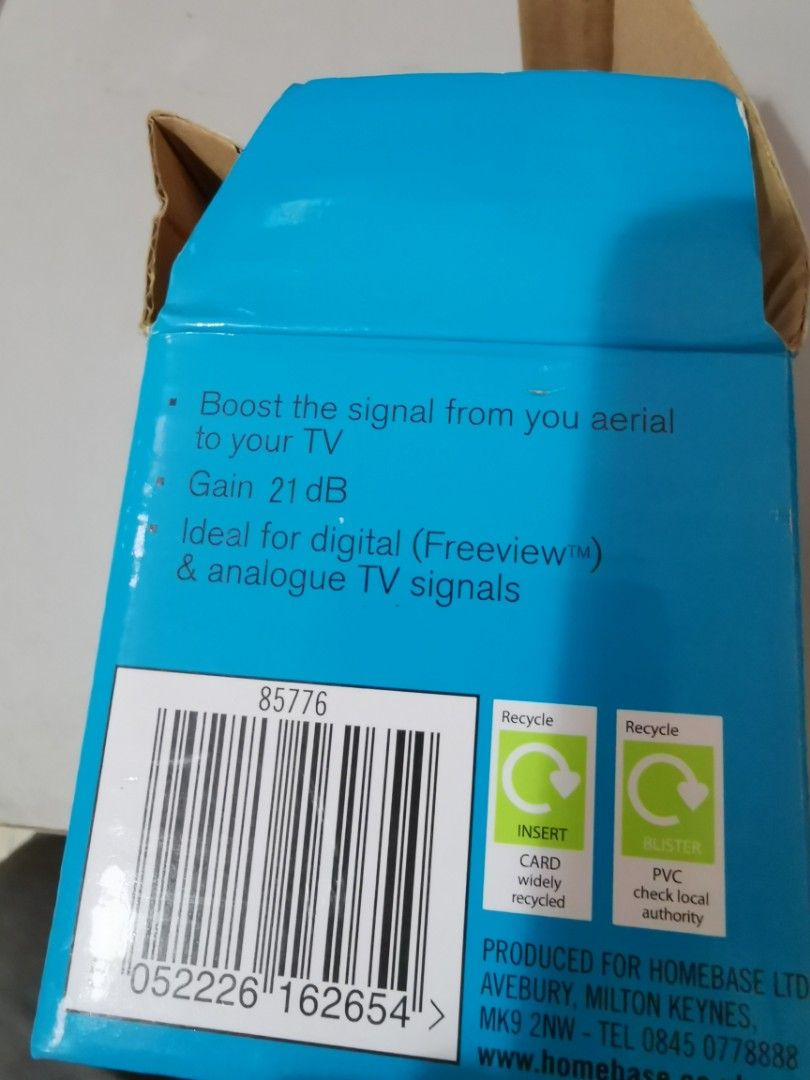 ▪ Boost the signal from you aerial
to your TV
▪ Gain 21 dB
▪ Ideal for digital (Freeview™)
& analogue TV signals
85776
052226 162654 >
Recycle
INSERT
CARD
widely
recycled
Recycle
BLISTER
PVC
check local
authority
PRODUCED FOR HOMEBASE LTD
AVEBURY, MILTON KEYNES,
MK9 2NW - TEL 0845 0778888